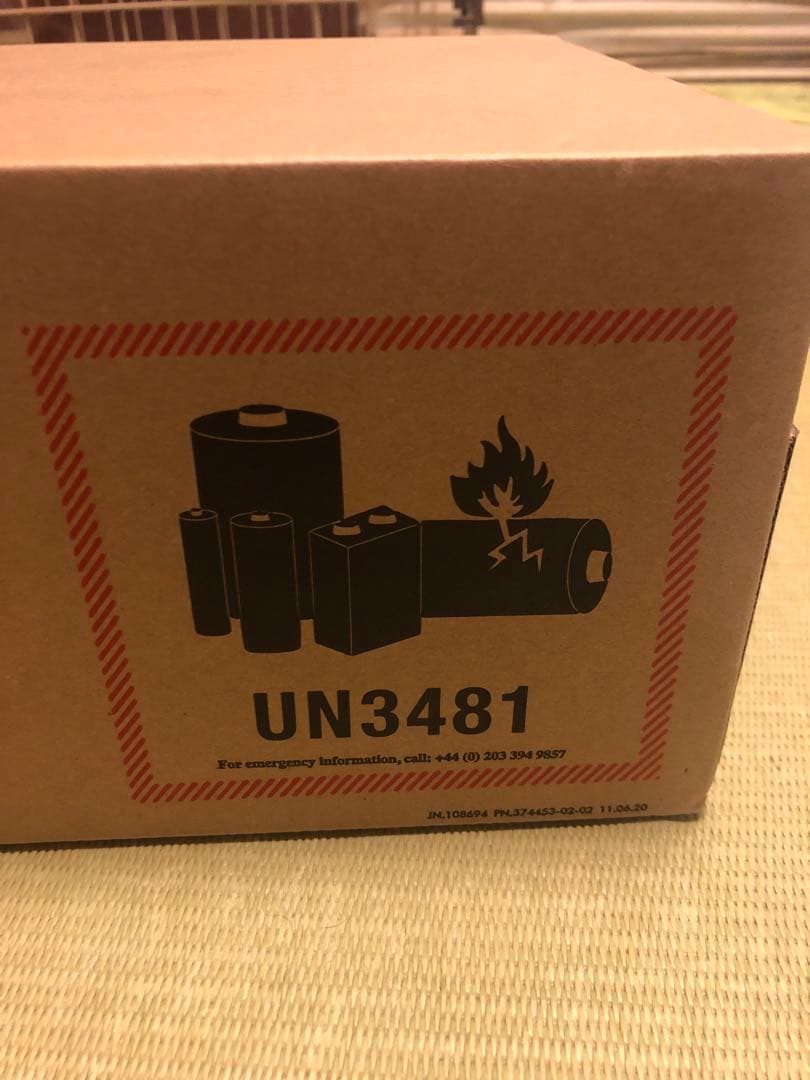 UN3481
For emergency information, call: +44 (0) 203 394 9857
JN.108694 PN.374453-02-02 11.06.20